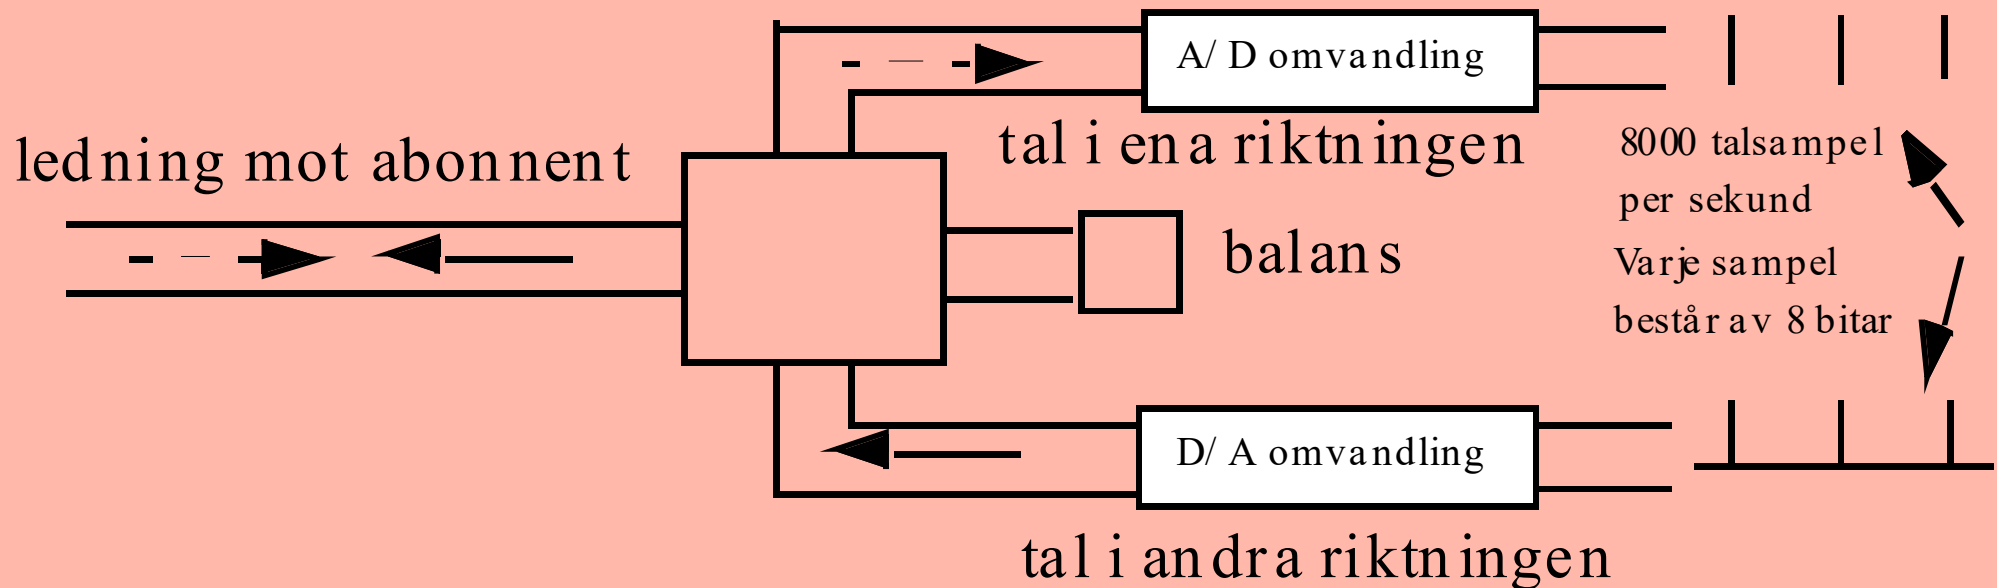 A/D omvandling
ledning mot abonnent
tal i ena riktningen
8000 talsampel
per sekund
balans
Varje sampel
består av 8 bitar
D/A omvandling
tal i andra riktningen